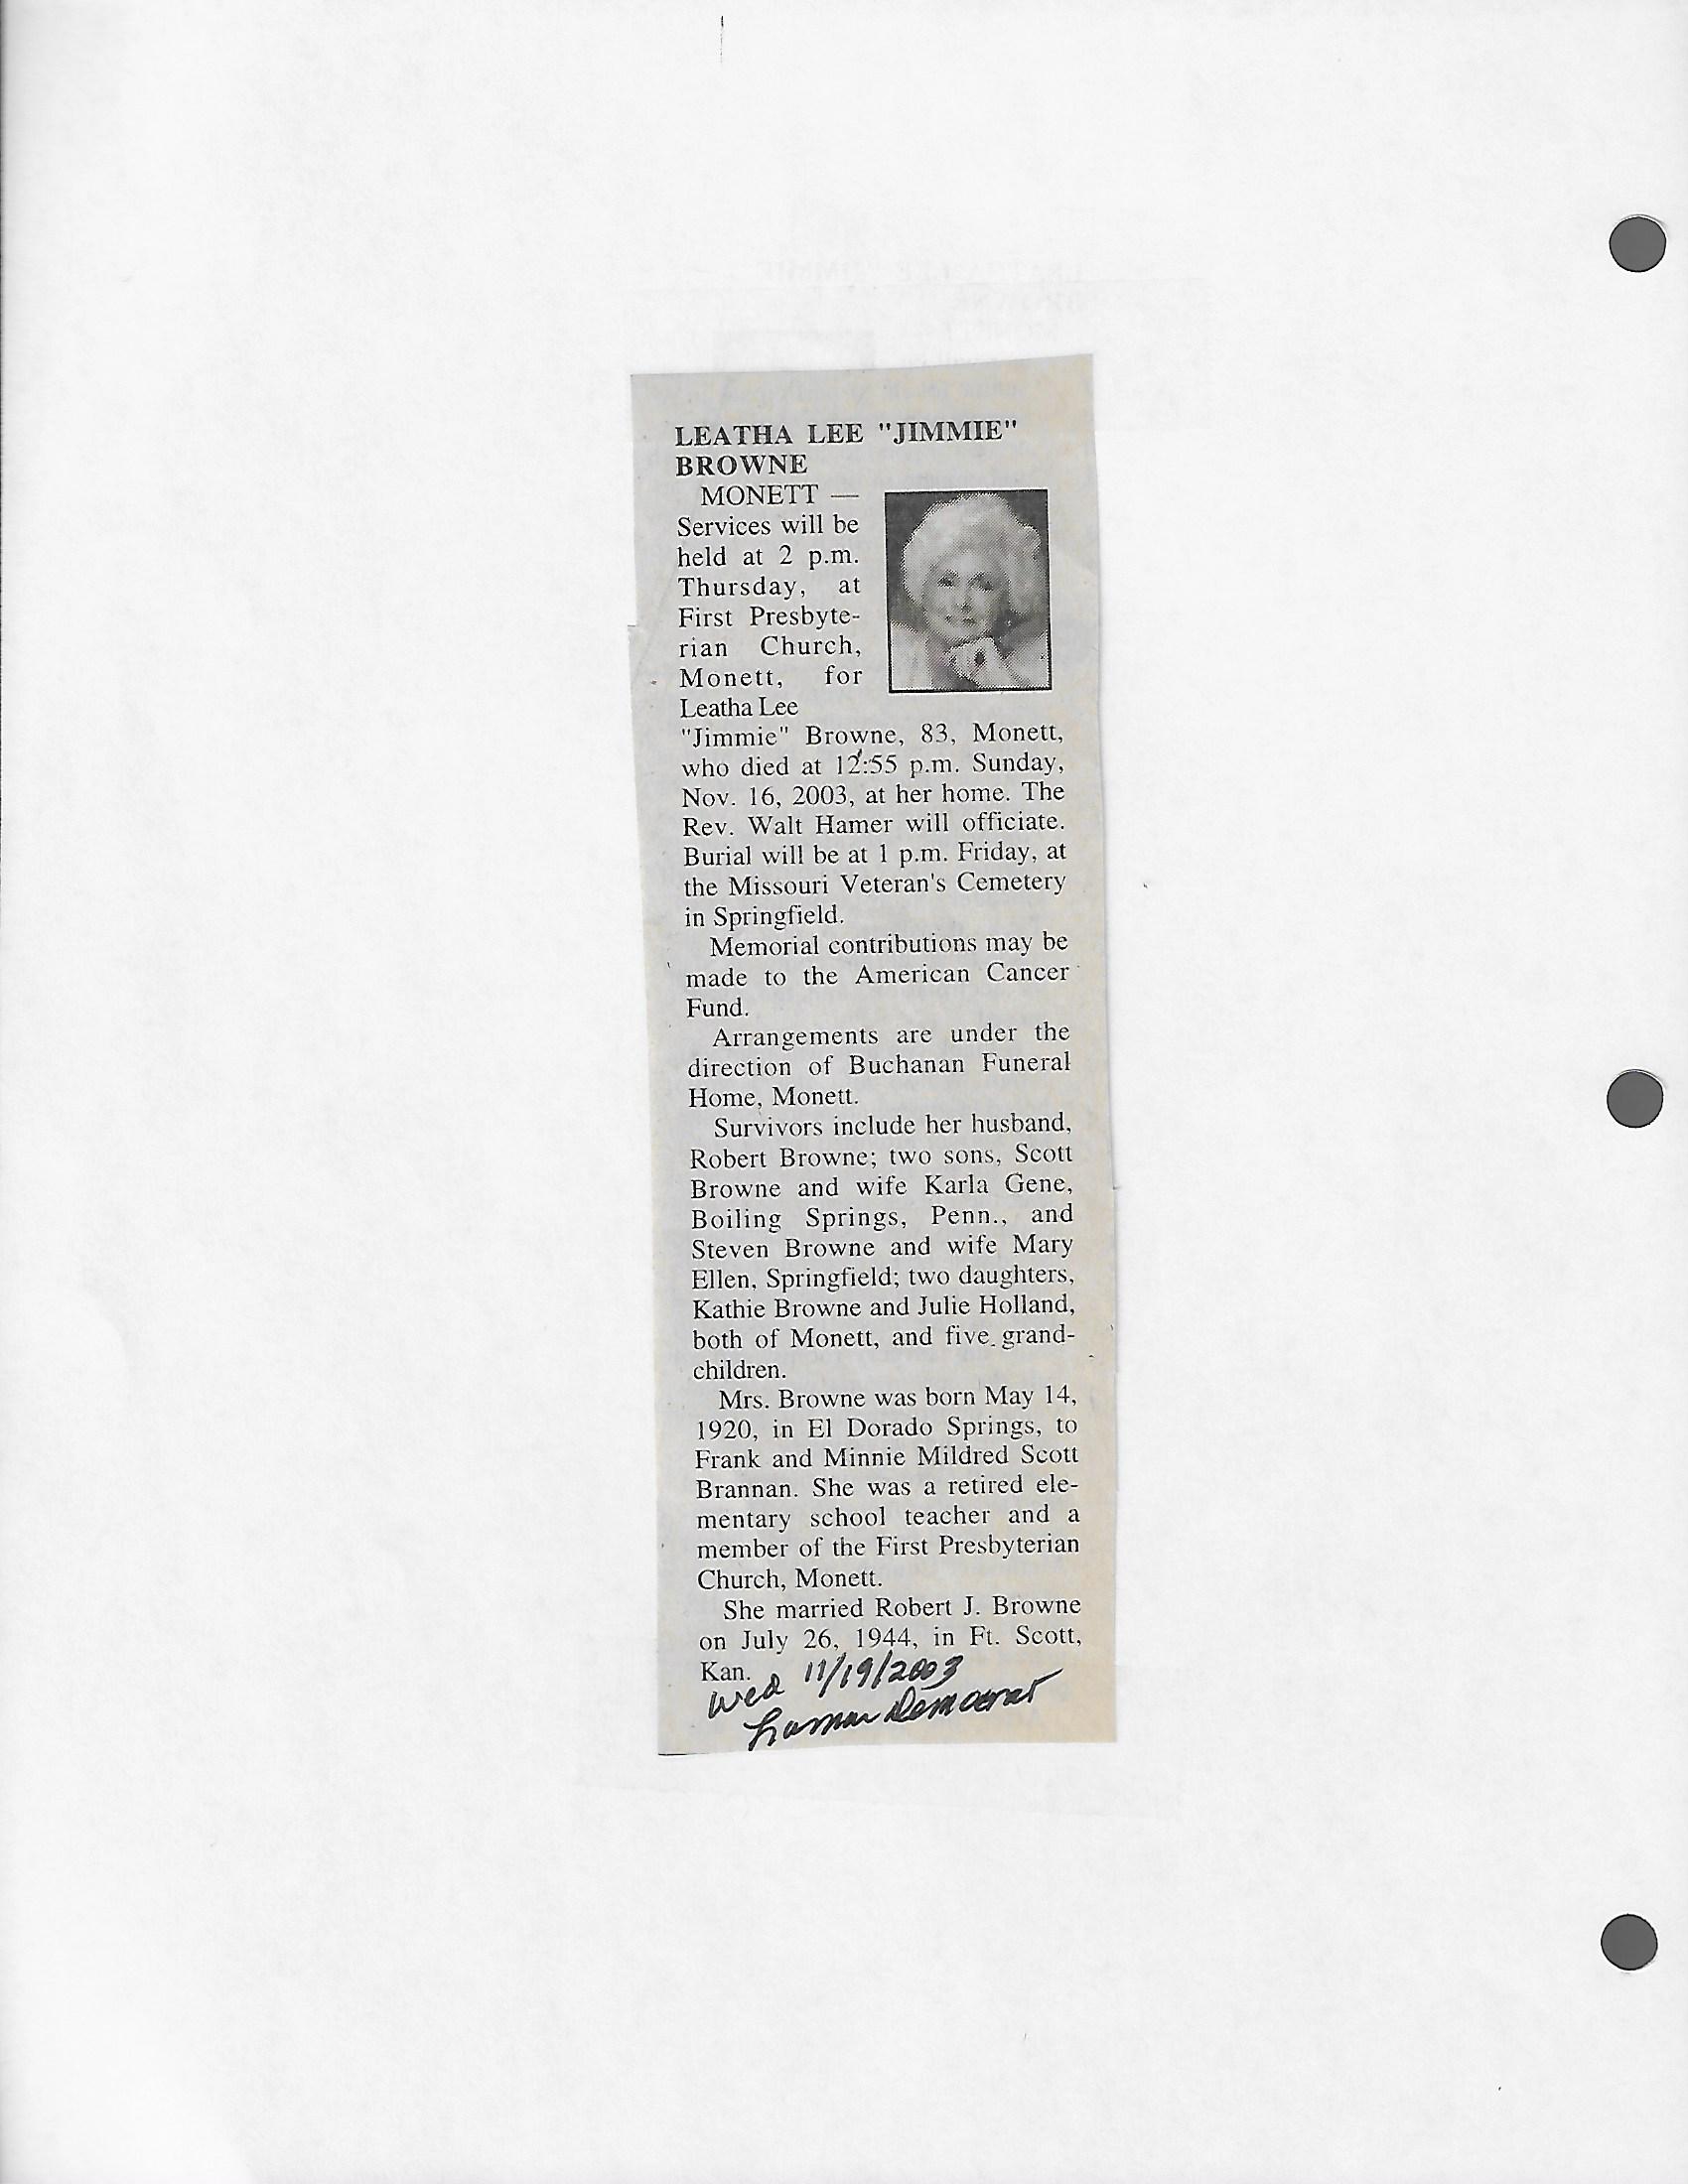 LEATHA LEE "JIMMIE"
BROWNE
MONETT —
Services will be
held at 2 p.m.
Thursday, at
First Presbyte-
rian Church,
Monett, for
Leatha Lee
"Jimmie" Browne, 83, Monett,
who died at 12:55 p.m. Sunday,
Nov. 16, 2003, at her home. The
Rev. Walt Hamer will officiate.
Burial will be at 1 p.m. Friday, at
the Missouri Veteran's Cemetery
in Springfield.
Memorial contributions may be
made to the American Cancer
Fund.
Arrangements are under the
direction of Buchanan Funeral
Home, Monett.
Survivors include her husband,
Robert Browne; two sons, Scott
Browne and wife Karla Gene,
Boiling Springs, Penn., and
Steven Browne and wife Mary
Ellen, Springfield; two daughters,
Kathie Browne and Julie Holland,
both of Monett, and five grand-
children.
Mrs. Browne was born May 14,
1920, in El Dorado Springs, to
Frank and Minnie Mildred Scott
Brannan. She was a retired ele-
mentary school teacher and a
member of the First Presbyterian
Church, Monett.
She married Robert J. Browne
on July 26, 1944, in Ft. Scott,
Kan.
Wed 11/19/2003
Lamar Democrat